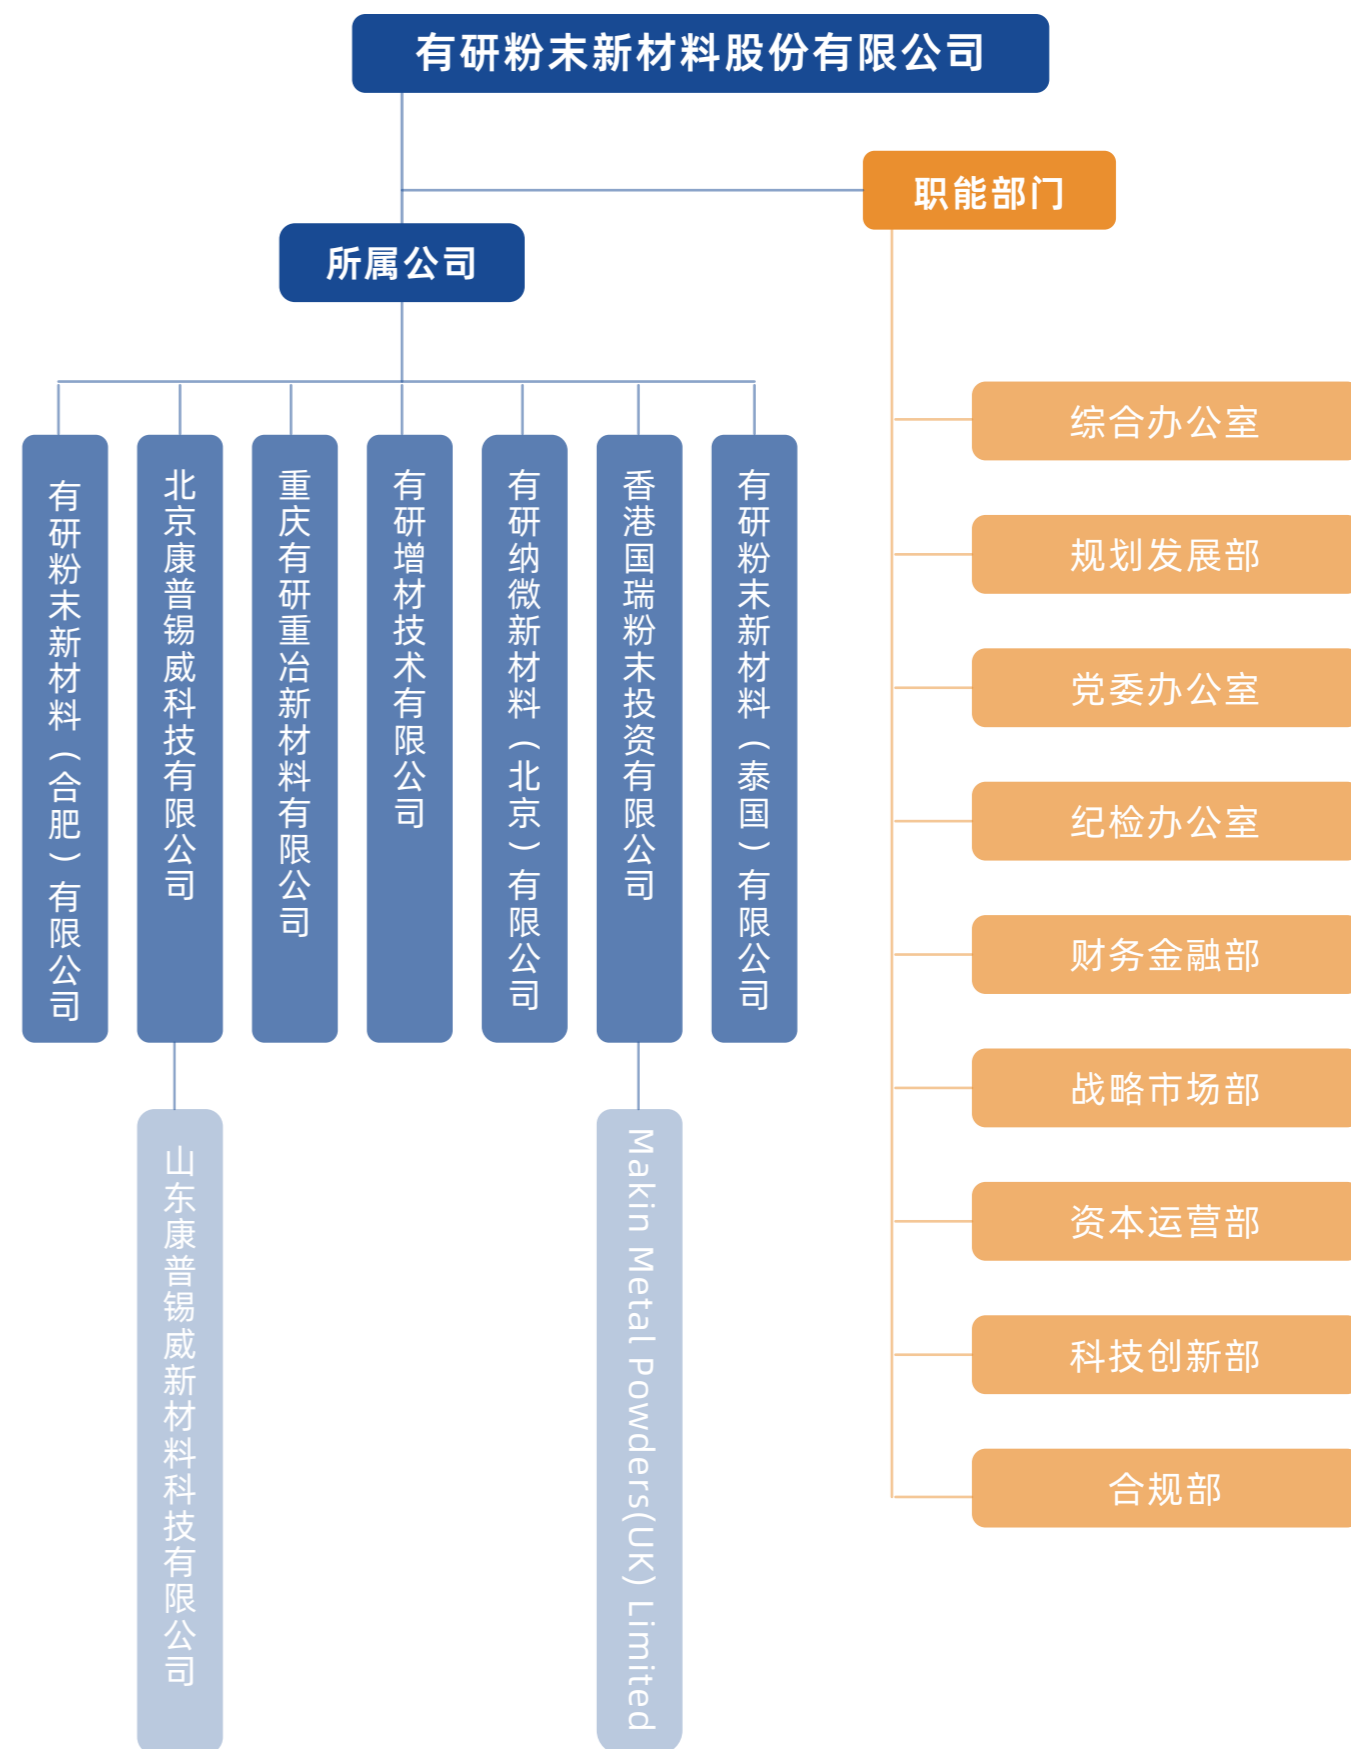 有研粉末新材料股份有限公司
职能部门
所属公司
有研粉末新材料（合肥）有限公司
北京康普锡威科技有限公司
重庆有研重冶新材料有限公司
有研增材技术有限公司
有研纳微新材料（北京）有限公司
香港国瑞粉末投资有限公司
有研粉末新材料（泰国）有限公司
山东康普锡威新材料科技有限公司
Makin Metal Powders(UK) Limited
综合办公室
规划发展部
党委办公室
纪检办公室
财务金融部
战略市场部
资本运营部
科技创新部
合规部